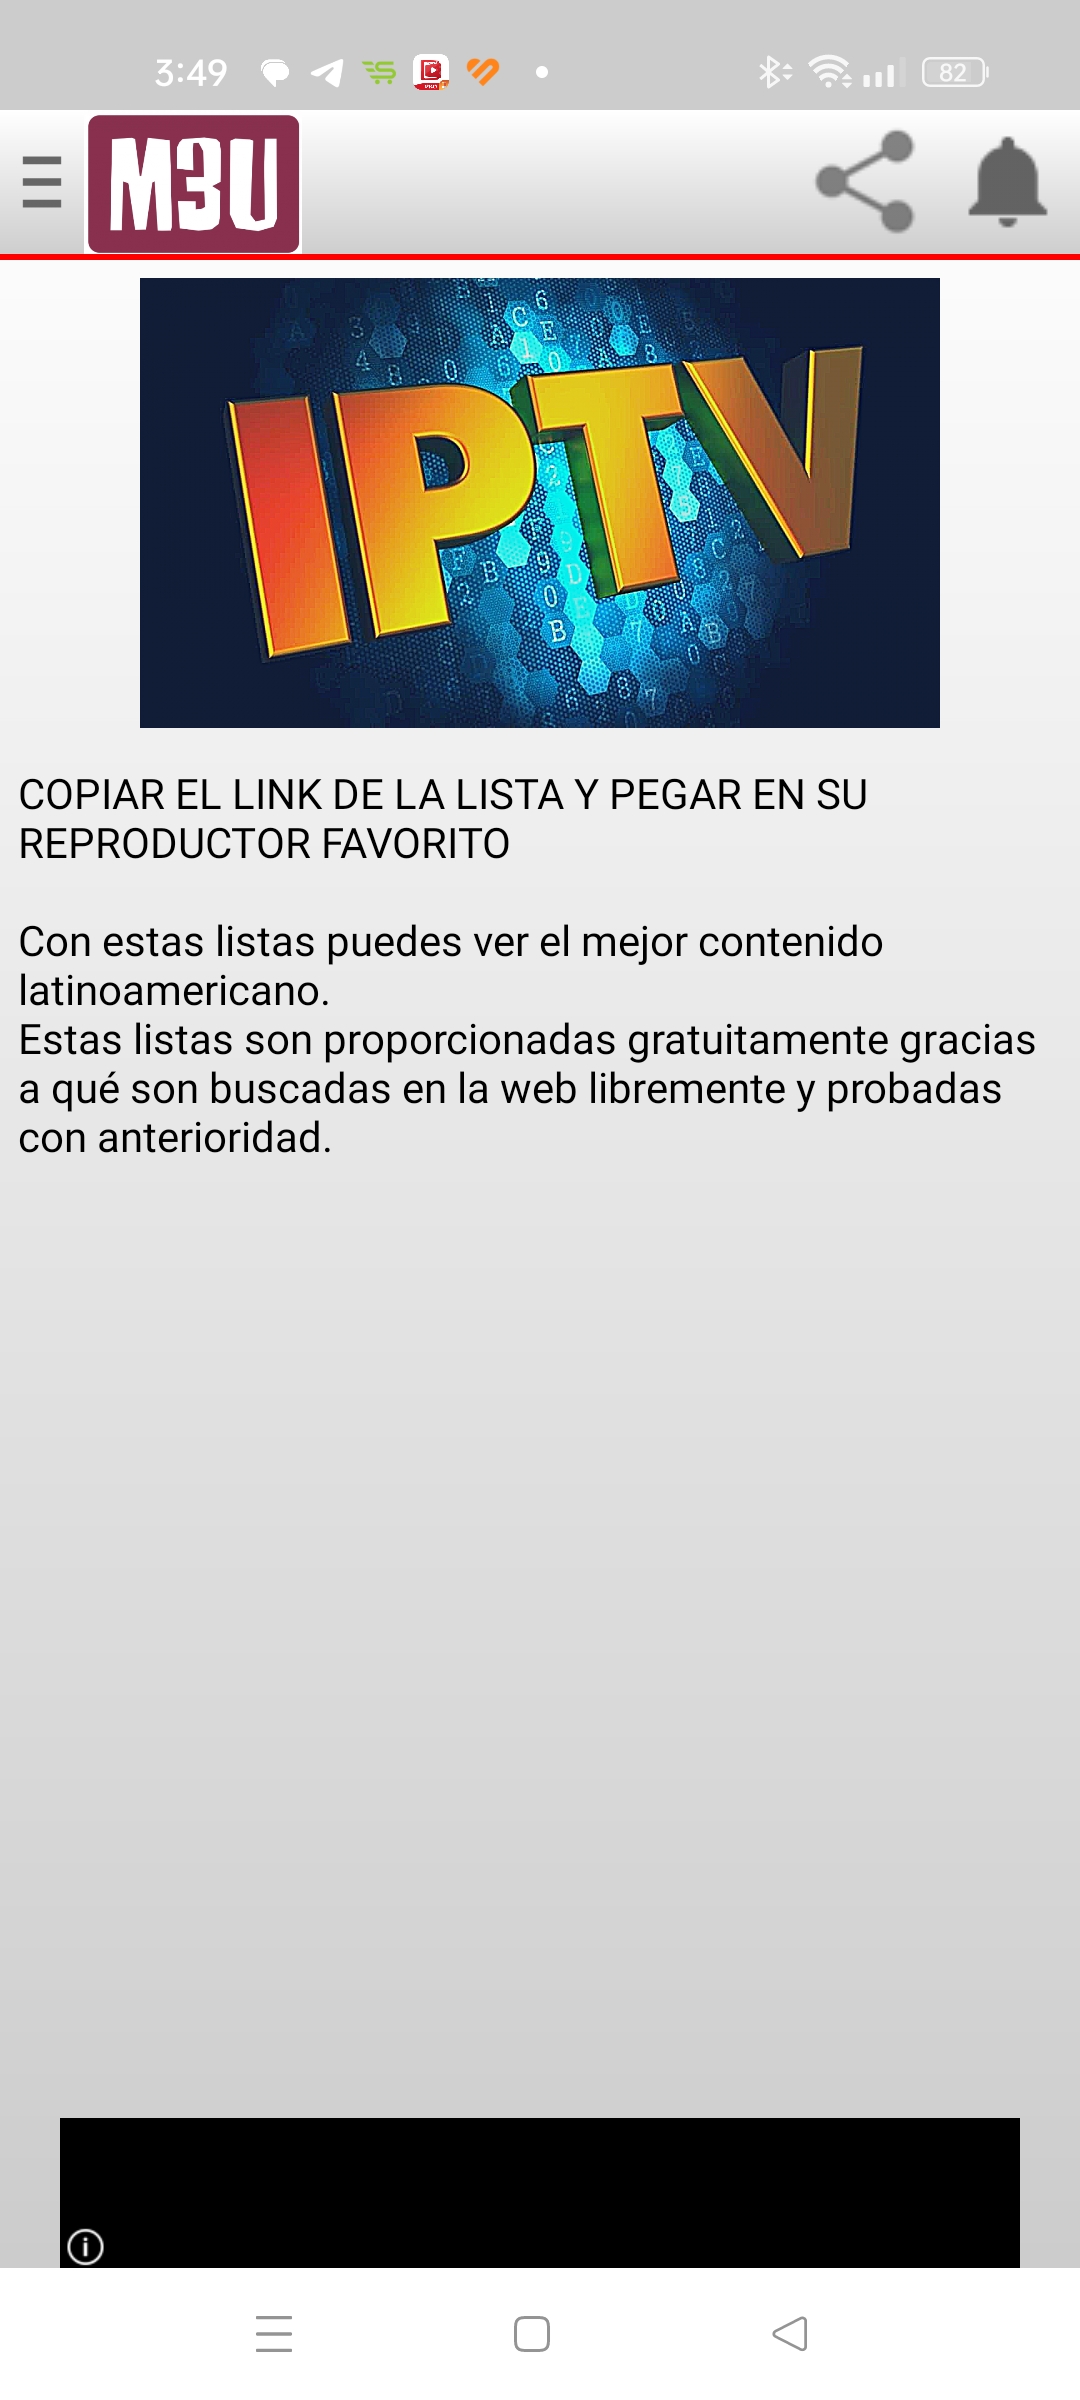 3:49
82
M3U
IPTV
COPIAR EL LINK DE LA LISTA Y PEGAR EN SU
REPRODUCTOR FAVORITO
Con estas listas puedes ver el mejor contenido
latinoamericano.
Estas listas son proporcionadas gratuitamente gracias
a qué son buscadas en la web libremente y probadas
con anterioridad.